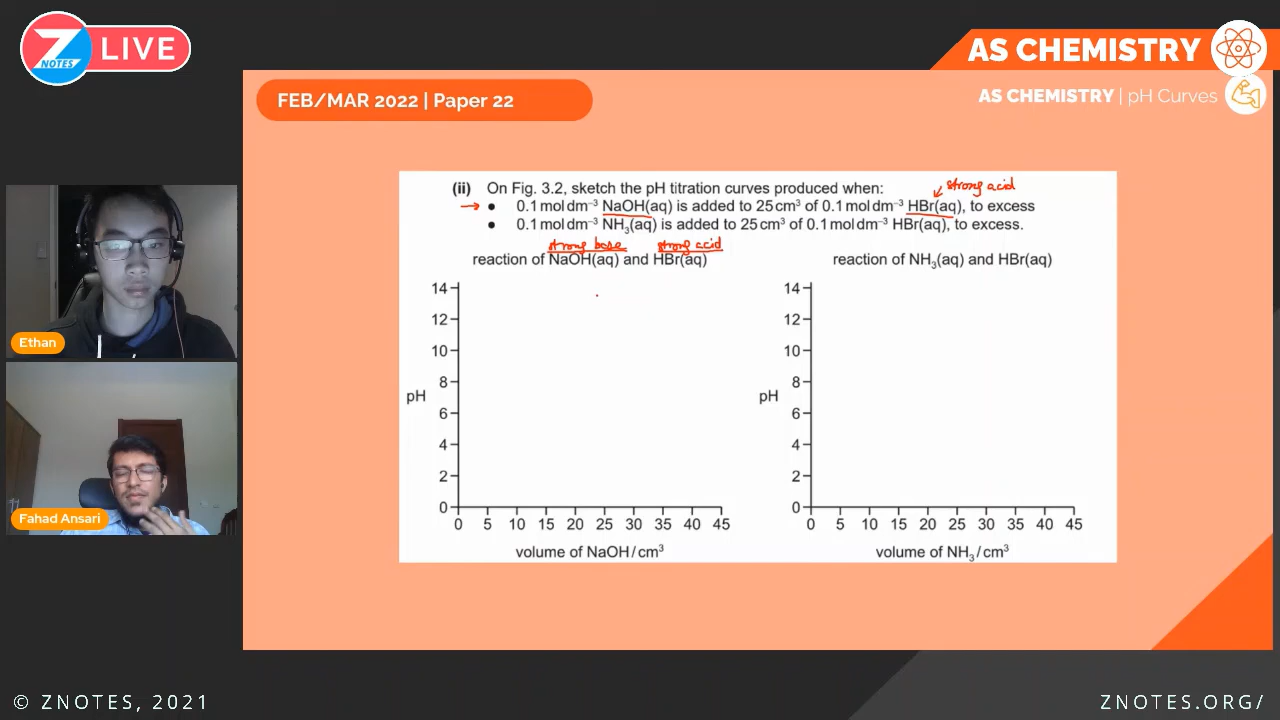 Z NOTES LIVE
AS CHEMISTRY
FEB/MAR 2022 | Paper 22
AS CHEMISTRY | pH Curves
strong acid
(ii) On Fig. 3.2, sketch the pH titration curves produced when:
→ • 0.1 mol dm⁻³ NaOH(aq) is added to 25 cm³ of 0.1 mol dm⁻³ HBr(aq), to excess
• 0.1 mol dm⁻³ NH₃(aq) is added to 25 cm³ of 0.1 mol dm⁻³ HBr(aq), to excess.
strong base strong acid
reaction of NaOH(aq) and HBr(aq)
14
12
10
8
pH
6
4
2
0
0 5 10 15 20 25 30 35 40 45
volume of NaOH / cm³
reaction of NH₃(aq) and HBr(aq)
14
12
10
8
pH
6
4
2
0
0 5 10 15 20 25 30 35 40 45
volume of NH₃ / cm³
Ethan
Fahad Ansari
© ZNOTES, 2021
ZNOTES.ORG/